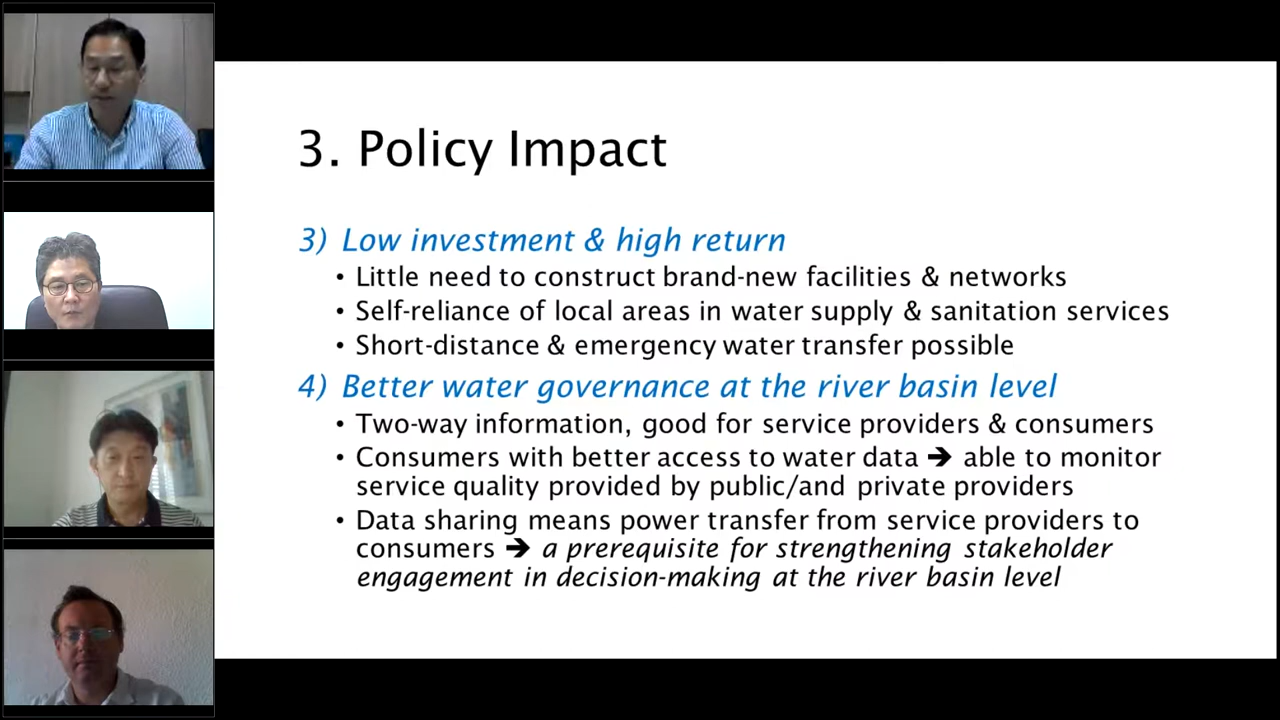 3. Policy Impact
3) Low investment & high return
• Little need to construct brand-new facilities & networks
• Self-reliance of local areas in water supply & sanitation services
• Short-distance & emergency water transfer possible
4) Better water governance at the river basin level
• Two-way information, good for service providers & consumers
• Consumers with better access to water data ➔ able to monitor
service quality provided by public/and private providers
• Data sharing means power transfer from service providers to
consumers ➔ a prerequisite for strengthening stakeholder
engagement in decision-making at the river basin level